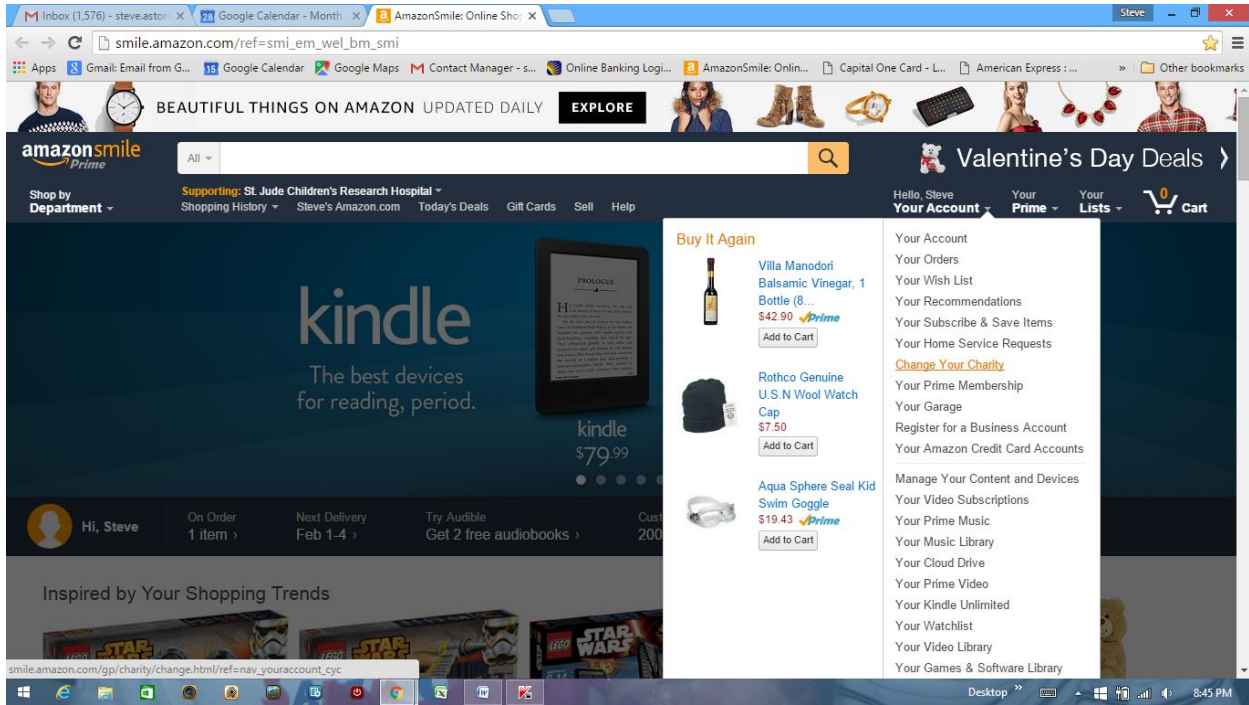 Inbox (1,576) - steve.aston
Google Calendar - Month
AmazonSmile: Online Shop
Steve
smile.amazon.com/ref=smi_em_wel_bm_smi
Apps Gmail: Email from G... Google Calendar Google Maps Contact Manager - s... Online Banking Logi... AmazonSmile: Onlin... Capital One Card - L... American Express : ... » Other bookmarks
BEAUTIFUL THINGS ON AMAZON UPDATED DAILY EXPLORE
amazonsmile
Prime
All
Valentine's Day Deals
Shop by
Department
Supporting: St. Jude Children's Research Hospital
Shopping History Steve's Amazon.com Today's Deals Gift Cards Sell Help
Hello, Steve
Your Account
Your
Prime
Your
Lists
0
Cart
kindle
The best devices
for reading, period.
PROLOGUE
kindle
$79.99
Buy It Again
Villa Manodori
Balsamic Vinegar, 1
Bottle (8...
$42.90 Prime
Add to Cart
Rothco Genuine
U.S.N Wool Watch
Cap
$7.50
Add to Cart
Aqua Sphere Seal Kid
Swim Goggle
$19.43 Prime
Add to Cart
Your Account
Your Orders
Your Wish List
Your Recommendations
Your Subscribe & Save Items
Your Home Service Requests
Change Your Charity
Your Prime Membership
Your Garage
Register for a Business Account
Your Amazon Credit Card Accounts
Manage Your Content and Devices
Your Video Subscriptions
Your Prime Music
Your Music Library
Your Cloud Drive
Your Prime Video
Your Kindle Unlimited
Your Watchlist
Your Video Library
Your Games & Software Library
Hi, Steve
On Order
1 item ›
Next Delivery
Feb 1-4 ›
Try Audible
Get 2 free audiobooks ›
Cust
200
Inspired by Your Shopping Trends
LEGO STAR WARS
LEGO STAR WARS
LEGO STAR WARS
smile.amazon.com/gp/charity/change.html/ref=nav_youraccount_cyc
Desktop »
8:45 PM